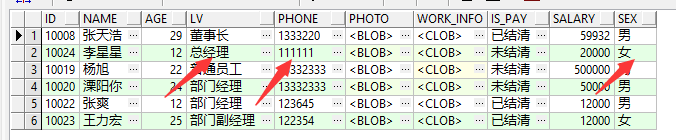 ID NAME AGE LV PHONE PHOTO WORK_INFO IS_PAY SALARY SEX
1 10008 张天浩 ··· 29 董事长 ··· 1333220 ··· <BLOB> ··· <CLOB> ··· 已结清 ··· 59932 男 ···
2 10024 李星星 ··· 12 总经理 ··· 111111 ··· <BLOB> ··· <CLOB> ··· 未结清 ··· 20000 女 ···
3 10019 杨旭 ··· 22 通员工 ··· ··· <BLOB> ··· <CLOB> ··· 未结清 ··· 500000 ···
4 10020 溧阳你 ··· 24 部门经理 ··· 13332333 ··· <BLOB> ··· <CLOB> ··· 未结清 ··· 50000 男 ···
5 10022 张爽 ··· 12 部门经理 ··· 123645 ··· <BLOB> ··· <CLOB> ··· 已结清 ··· 12000 女 ···
6 10023 王力宏 ··· 25 部门副经理 ··· 122354 ··· <BLOB> ··· <CLOB> ··· 已结清 ··· 12000 女 ···